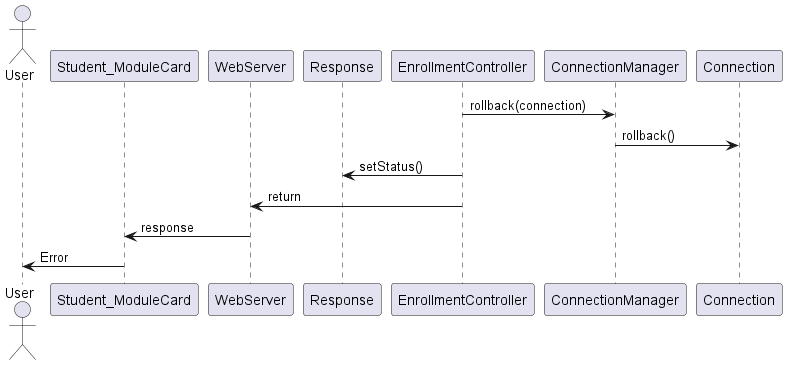 User
Student_ModuleCard
WebServer
Response
EnrollmentController
ConnectionManager
Connection
rollback(connection)
rollback()
setStatus()
return
response
Error
User
Student_ModuleCard
WebServer
Response
EnrollmentController
ConnectionManager
Connection